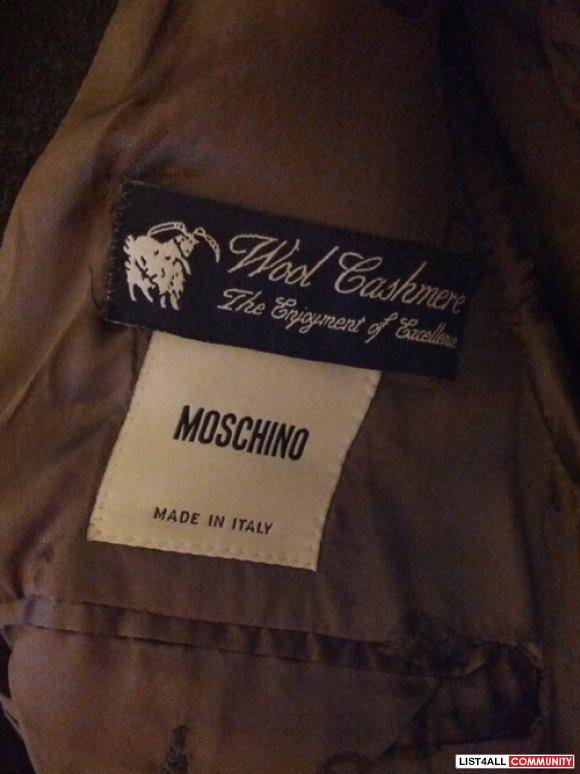 Wool Cashmere
The Enjoyment of Excellence
MOSCHINO
MADE IN ITALY
LIST4ALL COMMUNITY